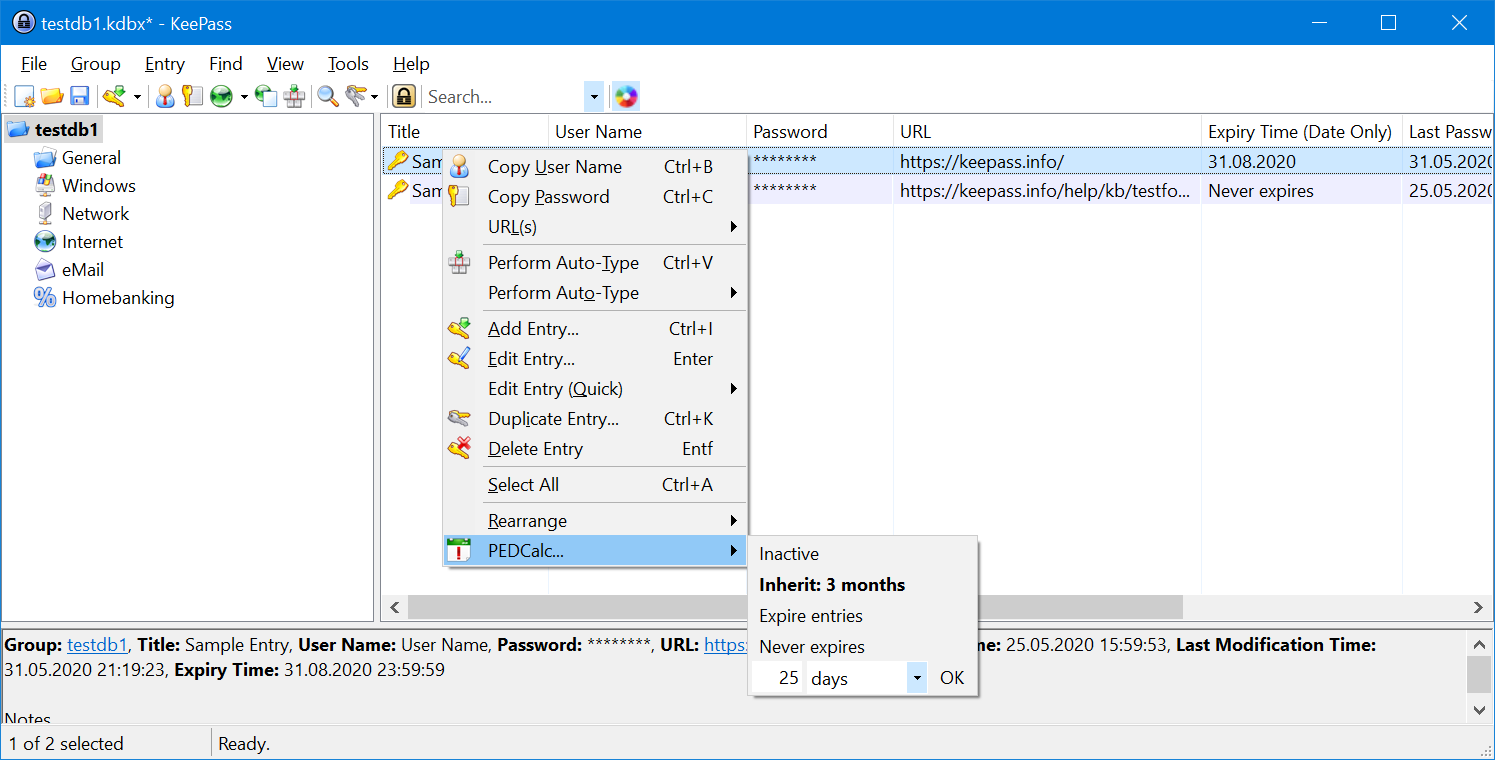 testdb1.kdbx* - KeePass
File Group Entry Find View Tools Help
Search...
testdb1
General
Windows
Network
Internet
eMail
Homebanking
Title User Name Password URL Expiry Time (Date Only) Last Passw
Sam ******** https://keepass.info/ 31.08.2020 31.05.2020
Sam ******** https://keepass.info/help/kb/testfo... Never expires 25.05.2020
Copy User Name Ctrl+B
Copy Password Ctrl+C
URL(s)
Perform Auto-Type Ctrl+V
Perform Auto-Type
Add Entry... Ctrl+I
Edit Entry... Enter
Edit Entry (Quick)
Duplicate Entry... Ctrl+K
Delete Entry Entf
Select All Ctrl+A
Rearrange
PEDCalc...
Inactive
Inherit: 3 months
Expire entries
Never expires
25 days OK
Group: testdb1, Title: Sample Entry, User Name: User Name, Password: ********, URL: https: ne: 25.05.2020 15:59:53, Last Modification Time:
31.05.2020 21:19:23, Expiry Time: 31.08.2020 23:59:59
Notes
1 of 2 selected Ready.